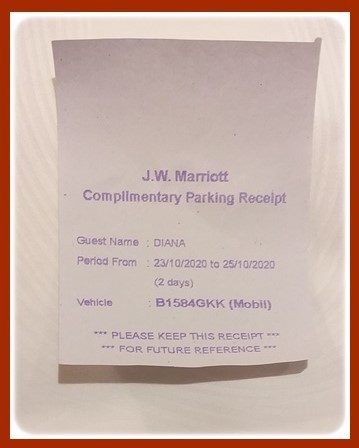 J.W. Marriott
Complimentary Parking Receipt
Guest Name : DIANA
Period From : 23/10/2020 to 25/10/2020
(2 days)
Vehicle : B1584GKK (Mobil)
*** PLEASE KEEP THIS RECEIPT ***
*** FOR FUTURE REFERENCE ***